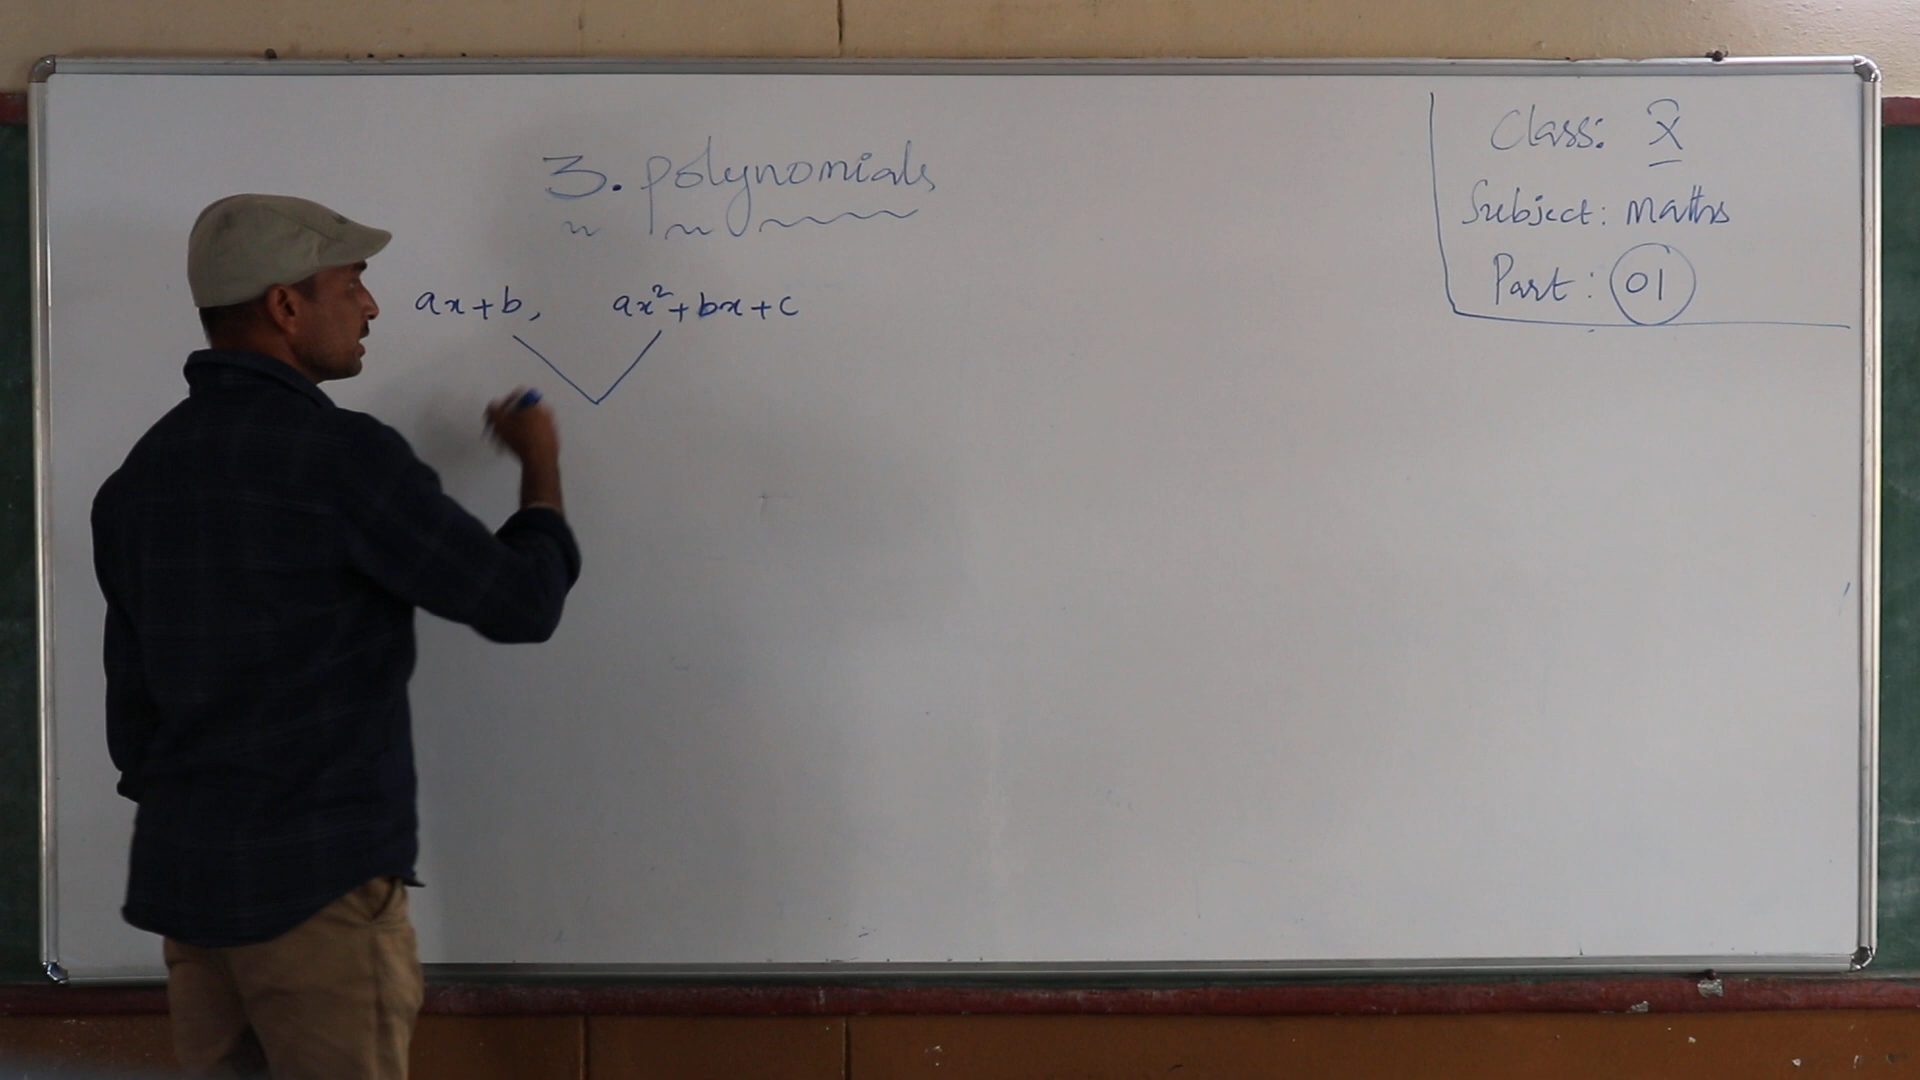 3. polynomials
ax+b, ax²+bx+c
Class: X
Subject: Maths
Part: 01